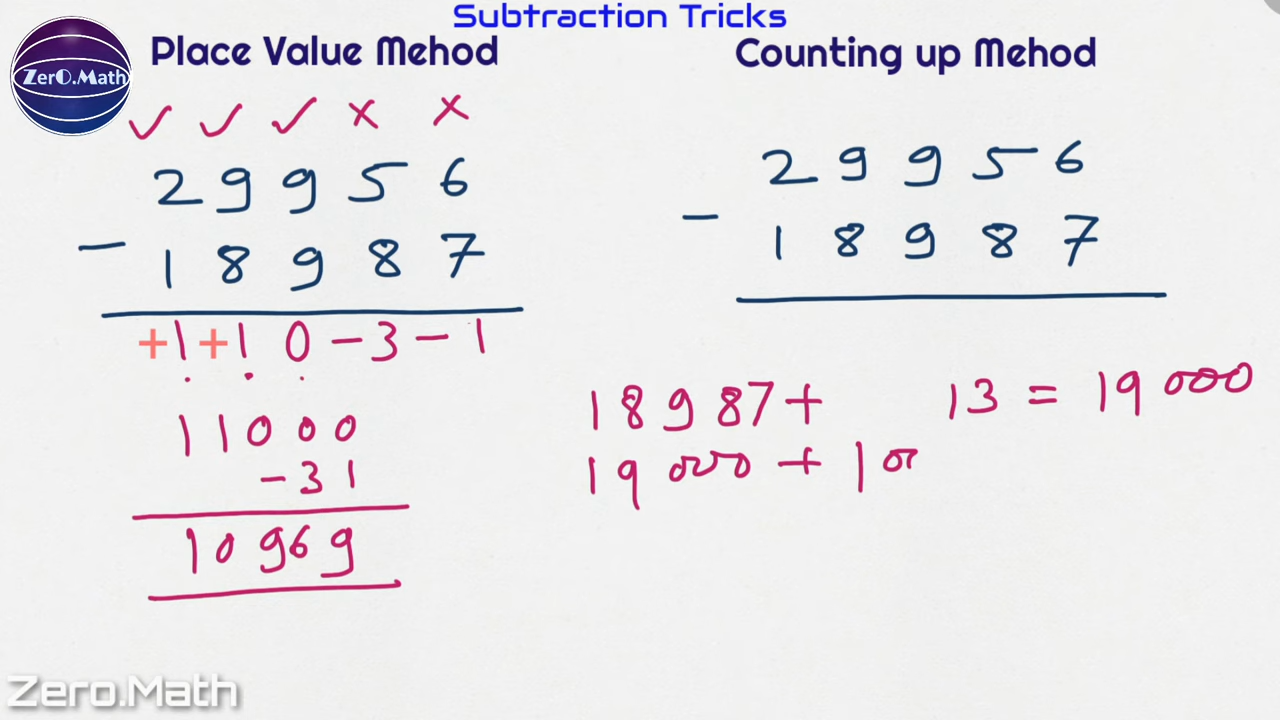 Subtraction Tricks
ZerO.Math
Place Value Mehod
✓ ✓ ✓ × ×
2 9 9 5 6
− 1 8 9 8 7
+1 +1 0 −3 −1
11000
−31
10969
Counting up Mehod
2 9 9 5 6
− 1 8 9 8 7
18987+ 13 = 19000
19000 + 100
Zero.Math